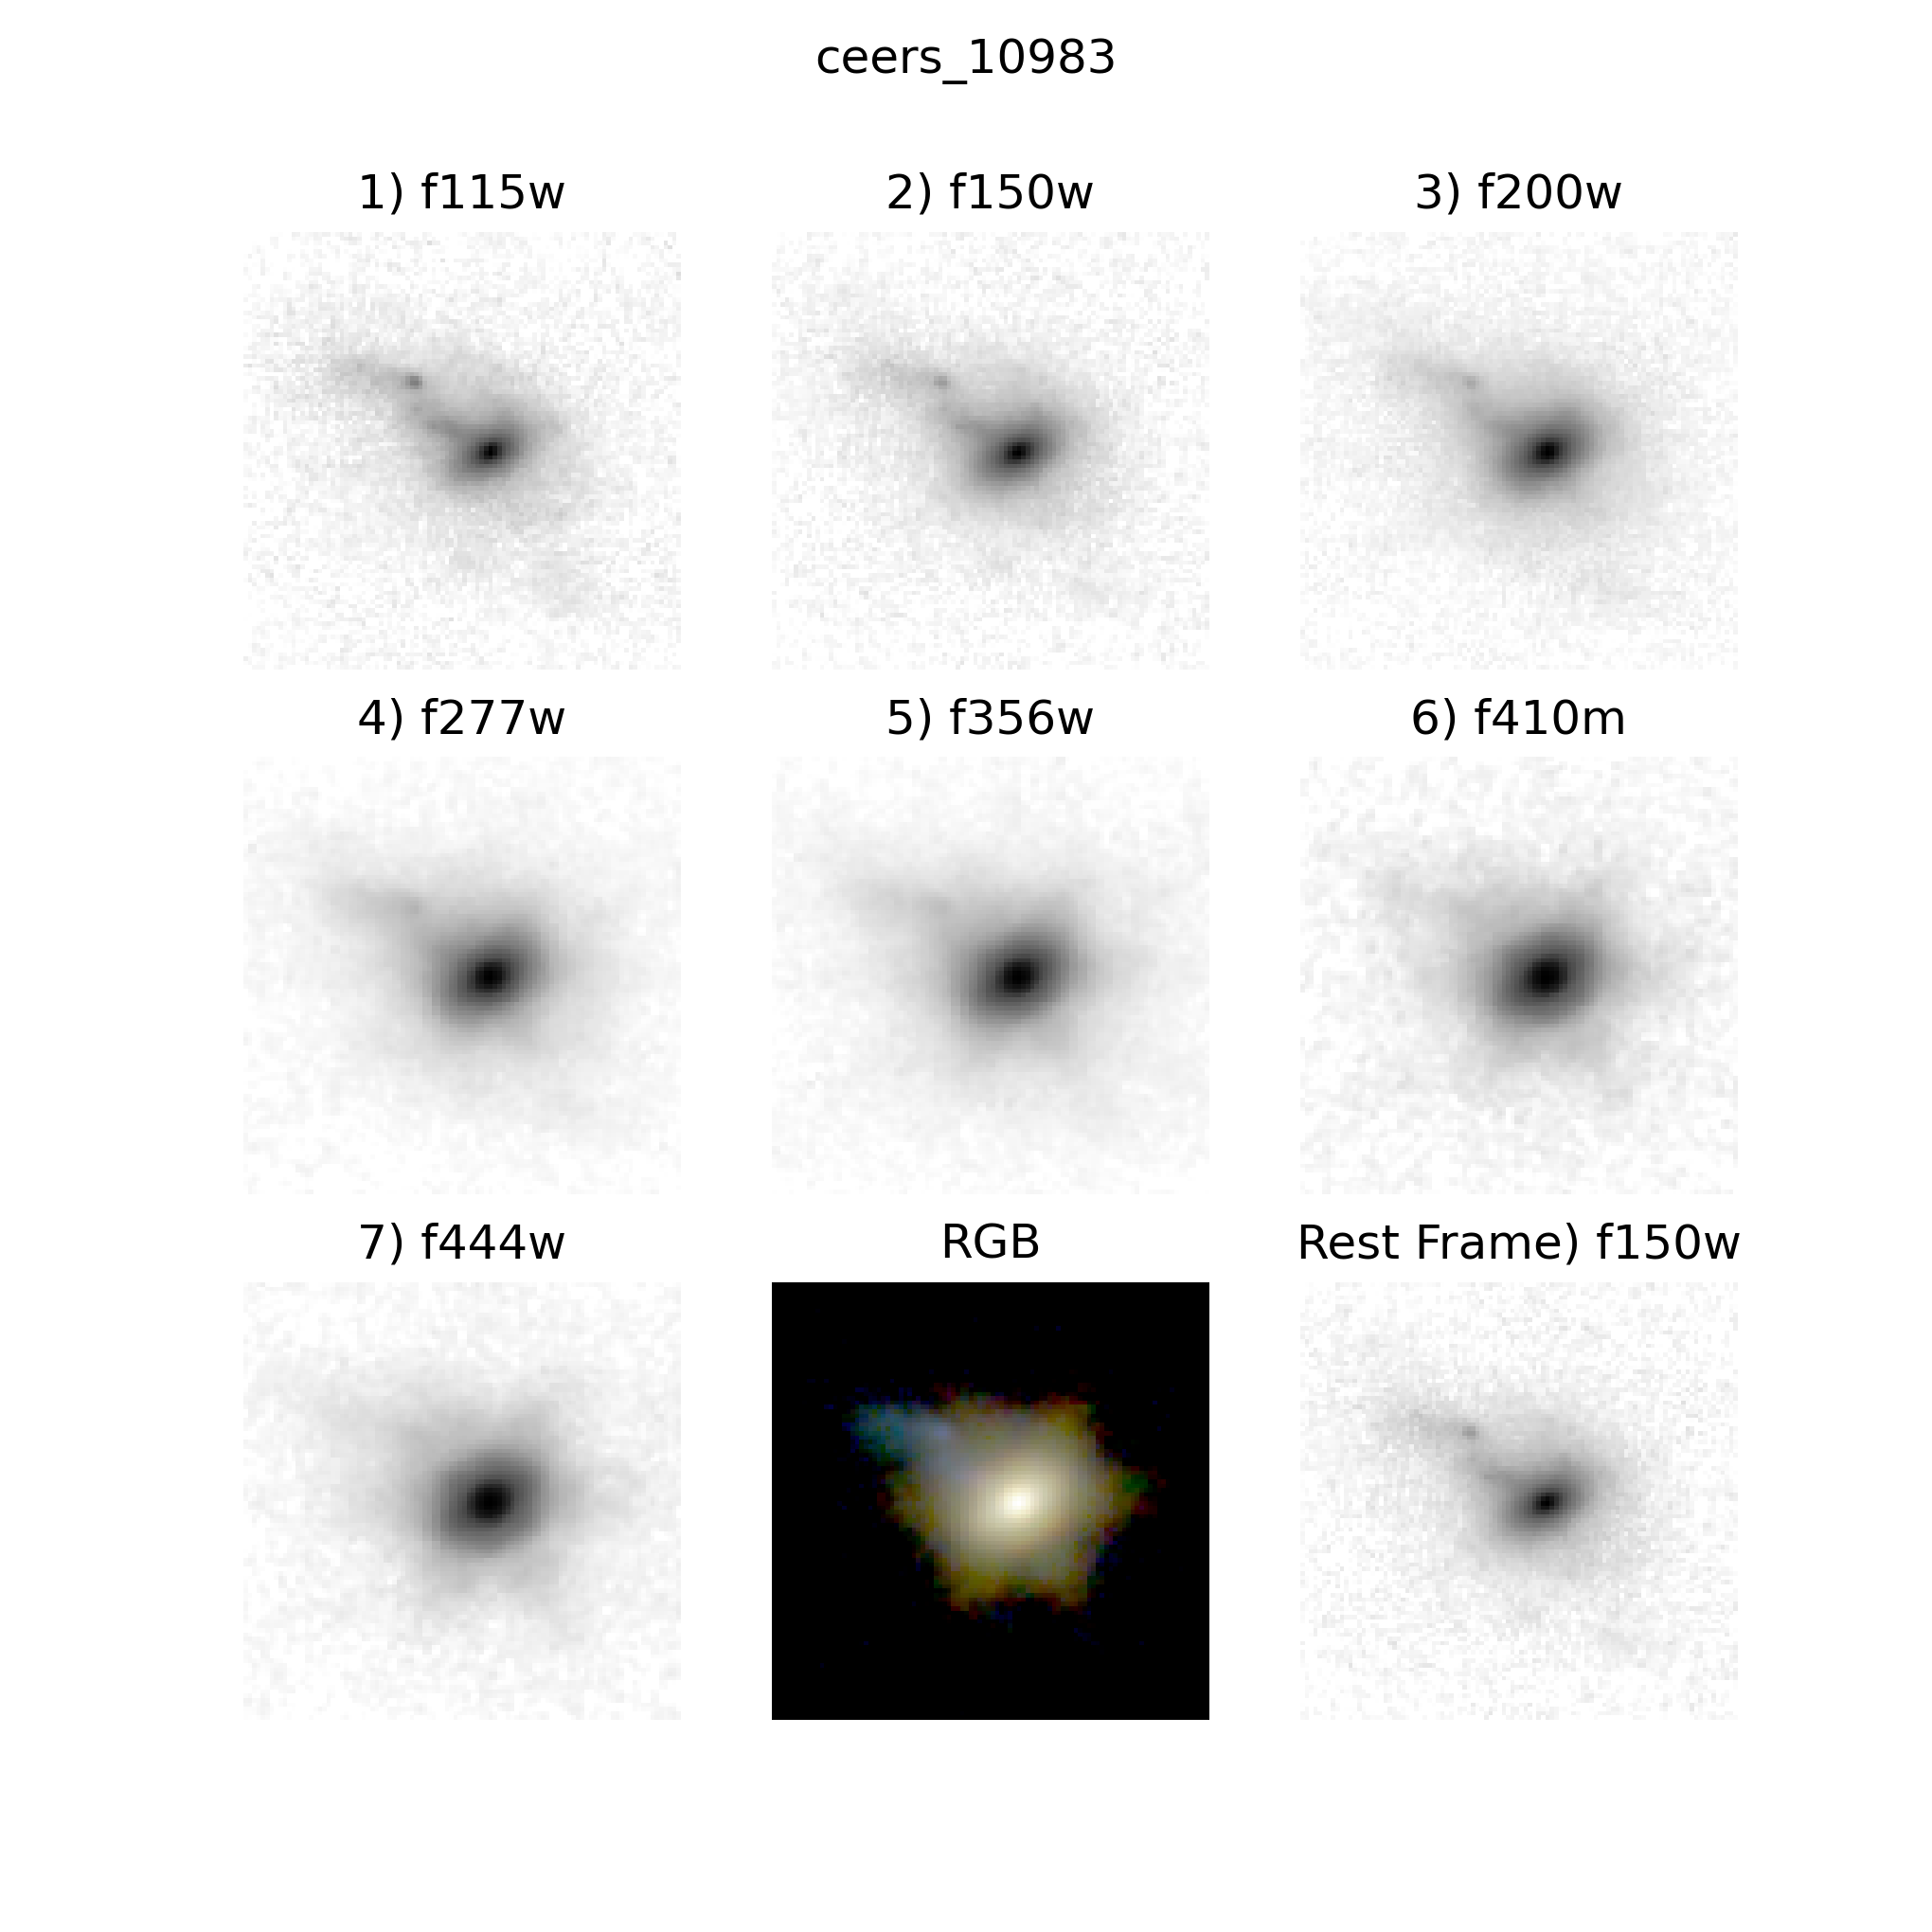 ceers_10983
1) f115w
2) f150w
3) f200w
4) f277w
5) f356w
6) f410m
7) f444w
RGB
Rest Frame) f150w